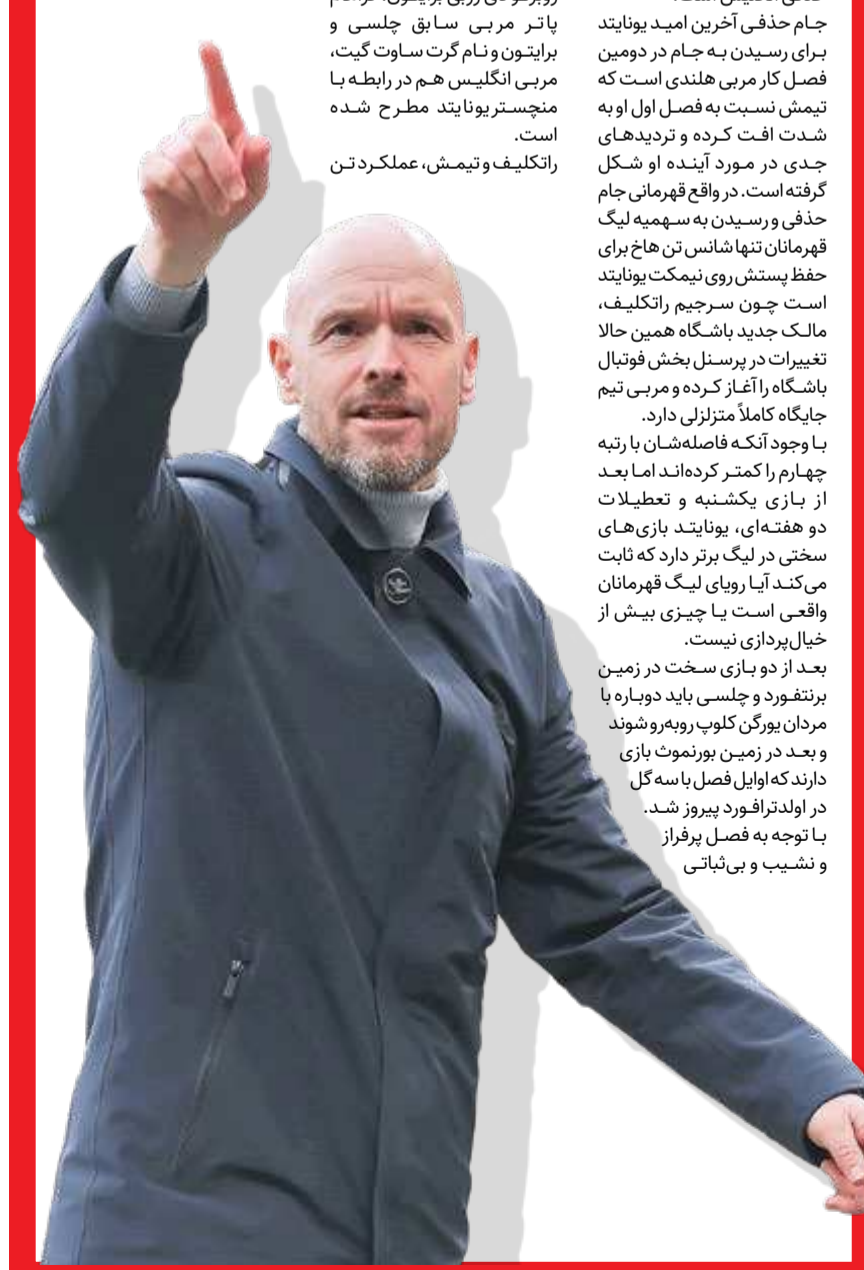 جام حذفی آخرین امید یونایتد
برای رسیدن به جام در دومین
فصل کار مربی هلندی است که
تیمش نسبت به فصل اول او به
شدت افت کرده و تردیدهای
جدی در مورد آینده او شکل
گرفته است. در واقع قهرمانی جام
حذفی و رسیدن به سهمیه لیگ
قهرمانان تنها شانس تن هاخ برای
حفظ پستش روی نیمکت یونایتد
است چون سرجیم راتکلیف،
مالک جدید باشگاه همین حالا
تغییرات در پرسنل بخش فوتبال
باشگاه را آغاز کرده و مربی تیم
جایگاه کاملاً متزلزلی دارد.
با وجود آنکه فاصله‌شان با رتبه
چهارم را کمتر کرده‌اند اما بعد
از بازی یکشنبه و تعطیلات
دو هفته‌ای، یونایتد بازی‌های
سختی در لیگ برتر دارد که ثابت
می‌کند آیا رویای لیگ قهرمانان
واقعی است یا چیزی بیش از
خیال‌پردازی نیست.
بعد از دو بازی سخت در زمین
برنتفورد و چلسی باید دوباره با
مردان یورگن کلوپ روبه‌رو شوند
و بعد در زمین بورنموث بازی
دارند که اوایل فصل با سه گل
در اولدترافورد پیروز شد.
با توجه به فصل پرفراز
و نشیب و بی‌ثباتی
پاتر مربی سابق چلسی و
برایتون و نام گرت ساوت گیت،
مربی انگلیس هم در رابطه با
منچستریونایتد مطرح شده
است.
راتکلیف و تیمش، عملکرد تن